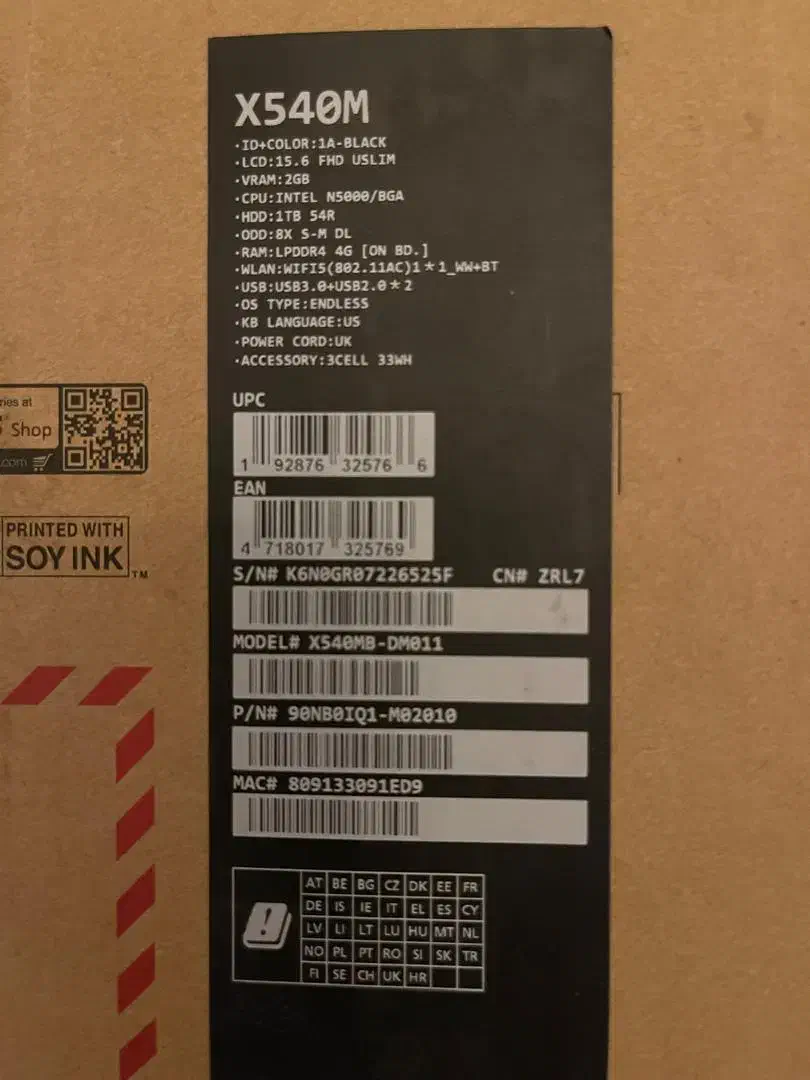 X540M
·ID+COLOR:1A-BLACK
·LCD:15.6 FHD USLIM
·VRAM:2GB
·CPU:INTEL N5000/BGA
·HDD:1TB 54R
·ODD:8X S-M DL
·RAM:LPDDR4 4G [ON BD.]
·WLAN:WIFI5(802.11AC)1*1_WW+BT
·USB:USB3.0+USB2.0*2
·OS TYPE:ENDLESS
·KB LANGUAGE:US
·POWER CORD:UK
·ACCESSORY:3CELL 33WH
UPC
1 92876 32576 6
EAN
4 718017 325769
S/N# K6N0GR07226525F CN# ZRL7
MODEL# X540MB-DM011
P/N# 90NB0IQ1-M02010
MAC# 809133091ED9
AT BE BG CZ DK EE FR
DE IS IE IT EL ES CY
LV LI LT LU HU MT NL
NO PL PT RO SI SK TR
FI SE CH UK HR
at
Shop
.com
PRINTED WITH
SOY INK™